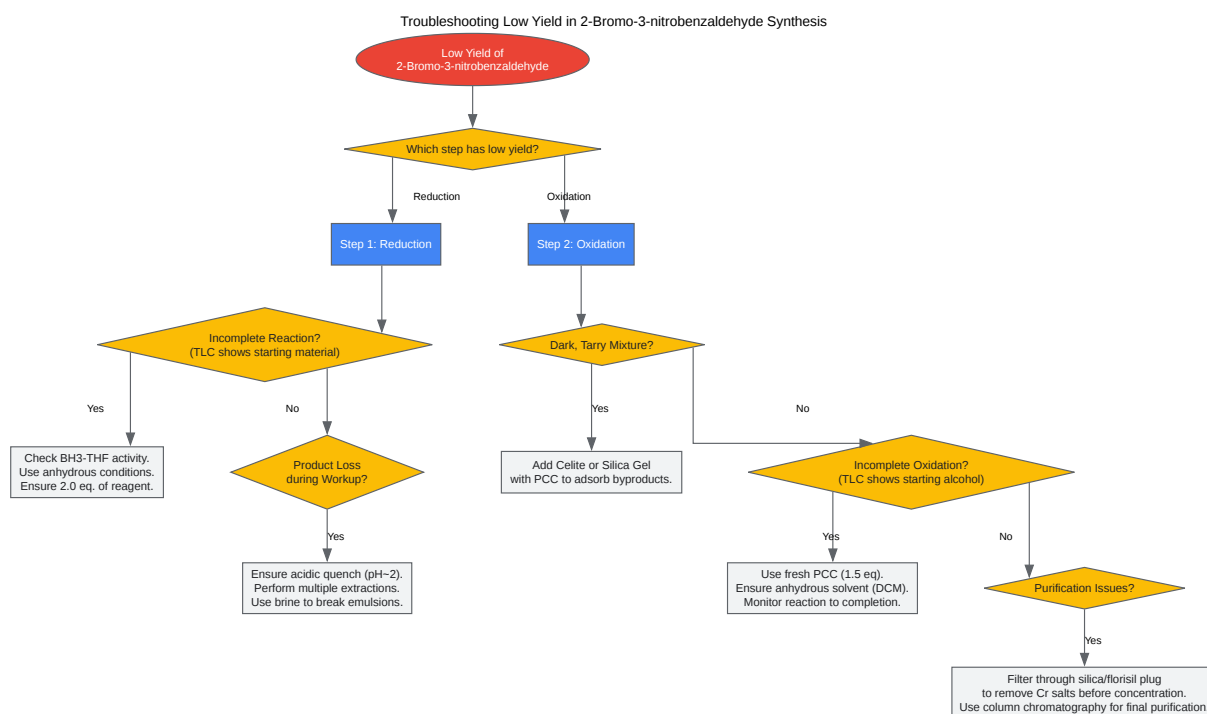 Troubleshooting Low Yield in 2-Bromo-3-nitrobenzaldehyde Synthesis
Low Yield of
2-Bromo-3-nitrobenzaldehyde
Which step has low yield?
Reduction
Oxidation
Step 1: Reduction
Step 2: Oxidation
Incomplete Reaction?
(TLC shows starting material)
Dark, Tarry Mixture?
Yes
No
Yes
No
Check BH3-THF activity.
Use anhydrous conditions.
Ensure 2.0 eq. of reagent.
Product Loss
during Workup?
Add Celite or Silica Gel
with PCC to adsorb byproducts.
Incomplete Oxidation?
(TLC shows starting alcohol)
Yes
Yes
No
Ensure acidic quench (pH~2).
Perform multiple extractions.
Use brine to break emulsions.
Use fresh PCC (1.5 eq).
Ensure anhydrous solvent (DCM).
Monitor reaction to completion.
Purification Issues?
Yes
Filter through silica/florisil plug
to remove Cr salts before concentration.
Use column chromatography for final purification